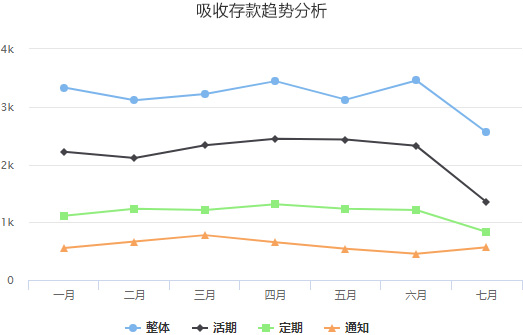 吸收存款趋势分析
4k
3k
2k
1k
0
一月 二月 三月 四月 五月 六月 七月
整体 活期 定期 通知